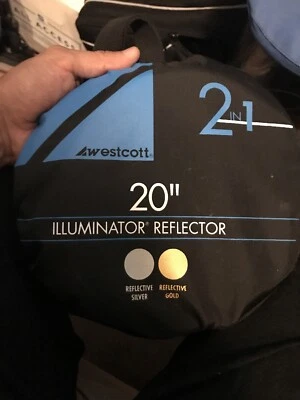 Westcott®
2 IN 1
20"
ILLUMINATOR® REFLECTOR
REFLECTIVE SILVER
REFLECTIVE GOLD